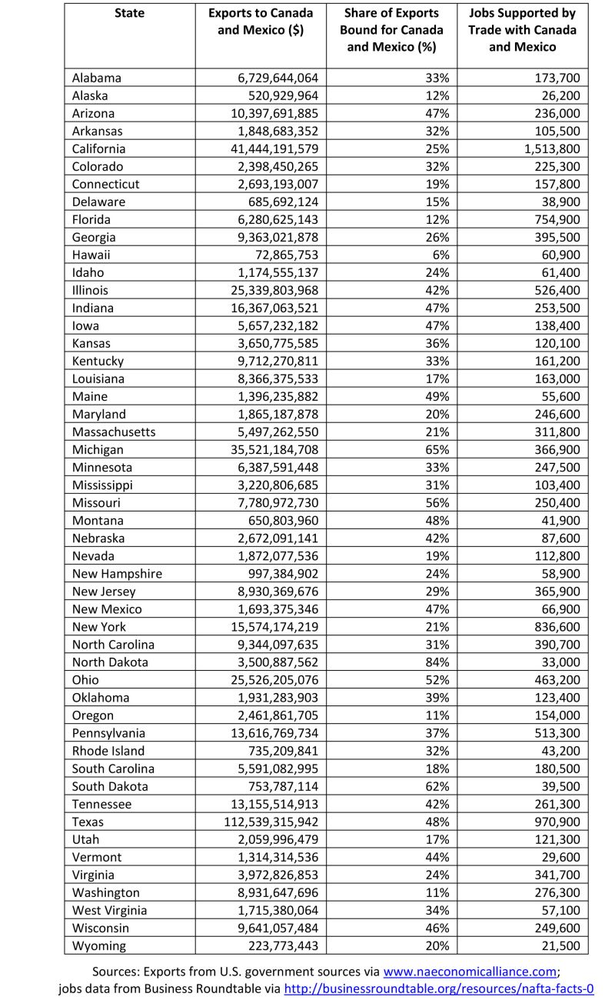 State Exports to Canada and Mexico ($) Share of Exports Bound for Canada and Mexico (%) Jobs Supported by Trade with Canada and Mexico
Alabama 6,729,644,064 33% 173,700
Alaska 520,929,964 12% 26,200
Arizona 10,397,691,885 47% 236,000
Arkansas 1,848,683,352 32% 105,500
California 41,444,191,579 25% 1,513,800
Colorado 2,398,450,265 32% 225,300
Connecticut 2,693,193,007 19% 157,800
Delaware 685,692,124 15% 38,900
Florida 6,280,625,143 12% 754,900
Georgia 9,363,021,878 26% 395,500
Hawaii 72,865,753 6% 60,900
Idaho 1,174,555,137 24% 61,400
Illinois 25,339,803,968 42% 526,400
Indiana 16,367,063,521 47% 253,500
Iowa 5,657,232,182 47% 138,400
Kansas 3,650,775,585 36% 120,100
Kentucky 9,712,270,811 33% 161,200
Louisiana 8,366,375,533 17% 163,000
Maine 1,396,235,882 49% 55,600
Maryland 1,865,187,878 20% 246,600
Massachusetts 5,497,262,550 21% 311,800
Michigan 35,521,184,708 65% 366,900
Minnesota 6,387,591,448 33% 247,500
Mississippi 3,220,806,685 31% 103,400
Missouri 7,780,972,730 56% 250,400
Montana 650,803,960 48% 41,900
Nebraska 2,672,091,141 42% 87,600
Nevada 1,872,077,536 19% 112,800
New Hampshire 997,384,902 24% 58,900
New Jersey 8,930,369,676 29% 365,900
New Mexico 1,693,375,346 47% 66,900
New York 15,574,174,219 21% 836,600
North Carolina 9,344,097,635 31% 390,700
North Dakota 3,500,887,562 84% 33,000
Ohio 25,526,205,076 52% 463,200
Oklahoma 1,931,283,903 39% 123,400
Oregon 2,461,861,705 11% 154,000
Pennsylvania 13,616,769,734 37% 513,300
Rhode Island 735,209,841 32% 43,200
South Carolina 5,591,082,995 18% 180,500
South Dakota 753,787,114 62% 39,500
Tennessee 13,155,514,913 42% 261,300
Texas 112,539,315,942 48% 970,900
Utah 2,059,996,479 17% 121,300
Vermont 1,314,314,536 44% 29,600
Virginia 3,972,826,853 24% 341,700
Washington 8,931,647,696 11% 276,300
West Virginia 1,715,380,064 34% 57,100
Wisconsin 9,641,057,484 46% 249,600
Wyoming 223,773,443 20% 21,500
Sources: Exports from U.S. government sources via www.naeconomicalliance.com;
jobs data from Business Roundtable via http://businessroundtable.org/resources/nafta-facts-0